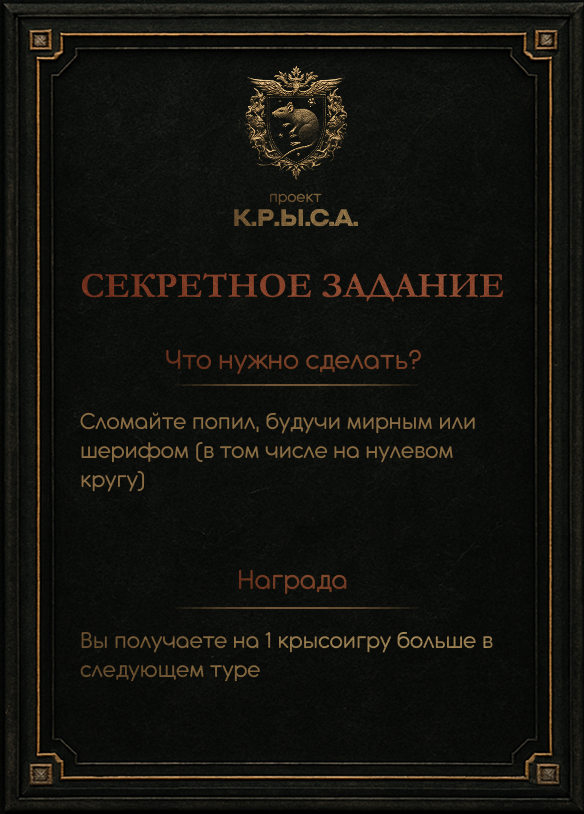 проект
К.Р.Ы.С.А.
СЕКРЕТНОЕ ЗАДАНИЕ
Что нужно сделать?
Сломайте попил, будучи мирным или
шерифом (в том числе на нулевом
кругу)
Награда
Вы получаете на 1 крысоигру больше в
следующем туре